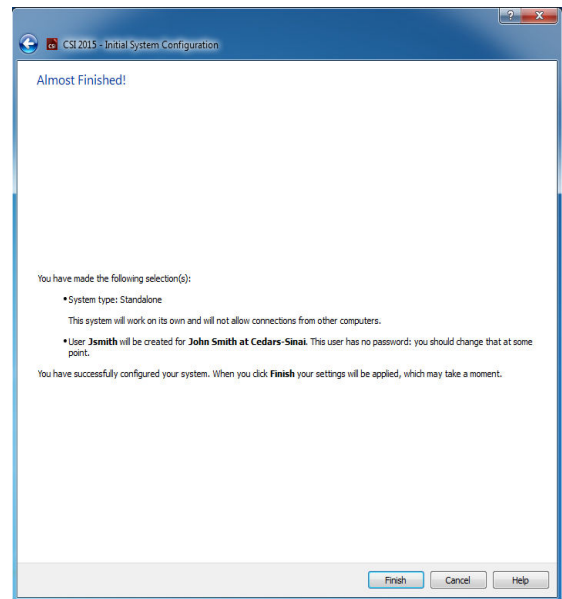 ?
X
CSI
CSI 2015 - Initial System Configuration
Almost Finished!
You have made the following selection(s):
• System type: Standalone
This system will work on its own and will not allow connections from other computers.
• User Jsmith will be created for John Smith at Cedars-Sinai. This user has no password: you should change that at some
point.
You have successfully configured your system. When you click Finish your settings will be applied, which may take a moment.
Finish
Cancel
Help